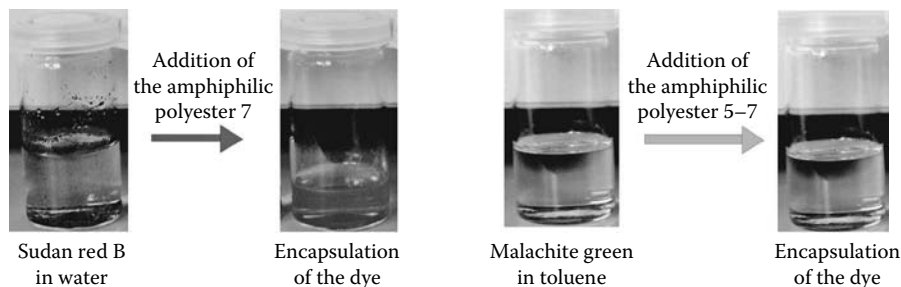 Addition of
the amphiphilic
polyester 7
Sudan red B
in water
Encapsulation
of the dye
Addition of
the amphiphilic
polyester 5–7
Malachite green
in toluene
Encapsulation
of the dye